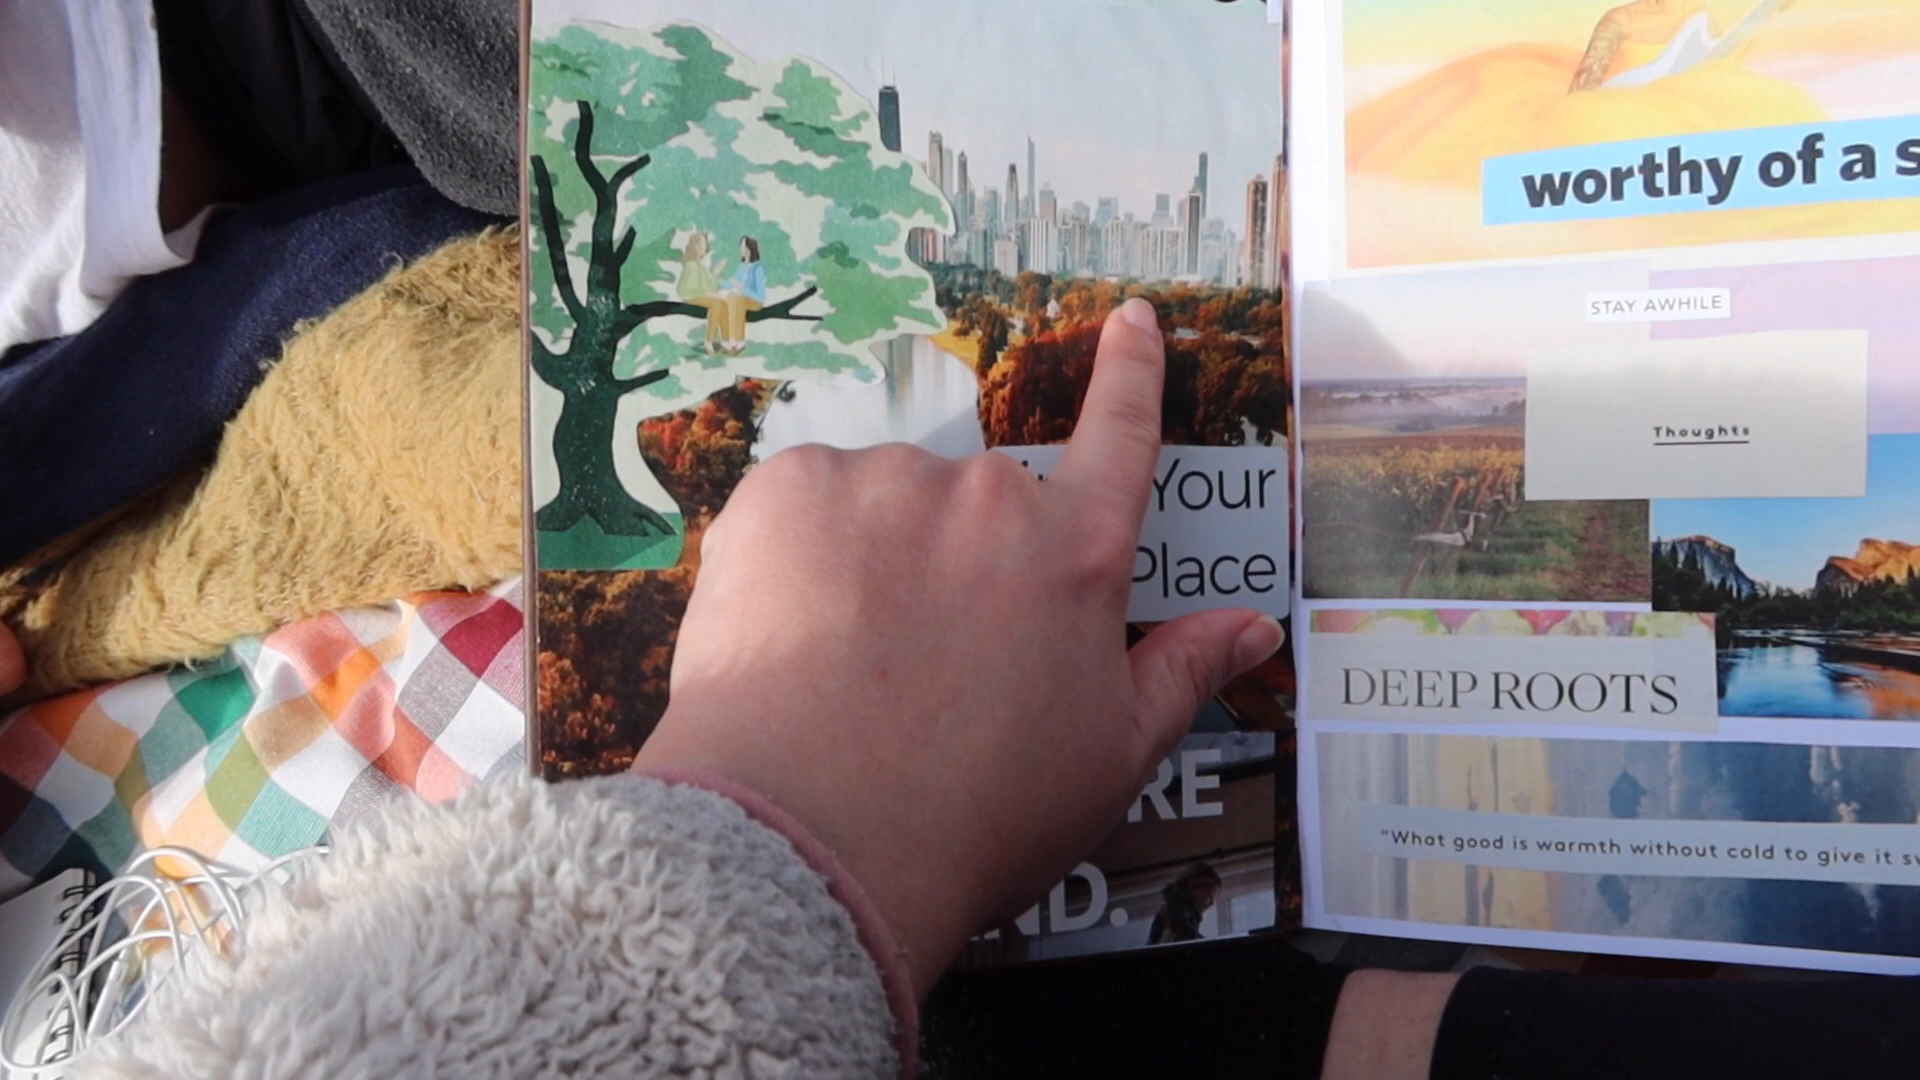 Your
Place
RE
ND.
worthy of a s
STAY AWHILE
Thoughts
DEEP ROOTS
"What good is warmth without cold to give it sw